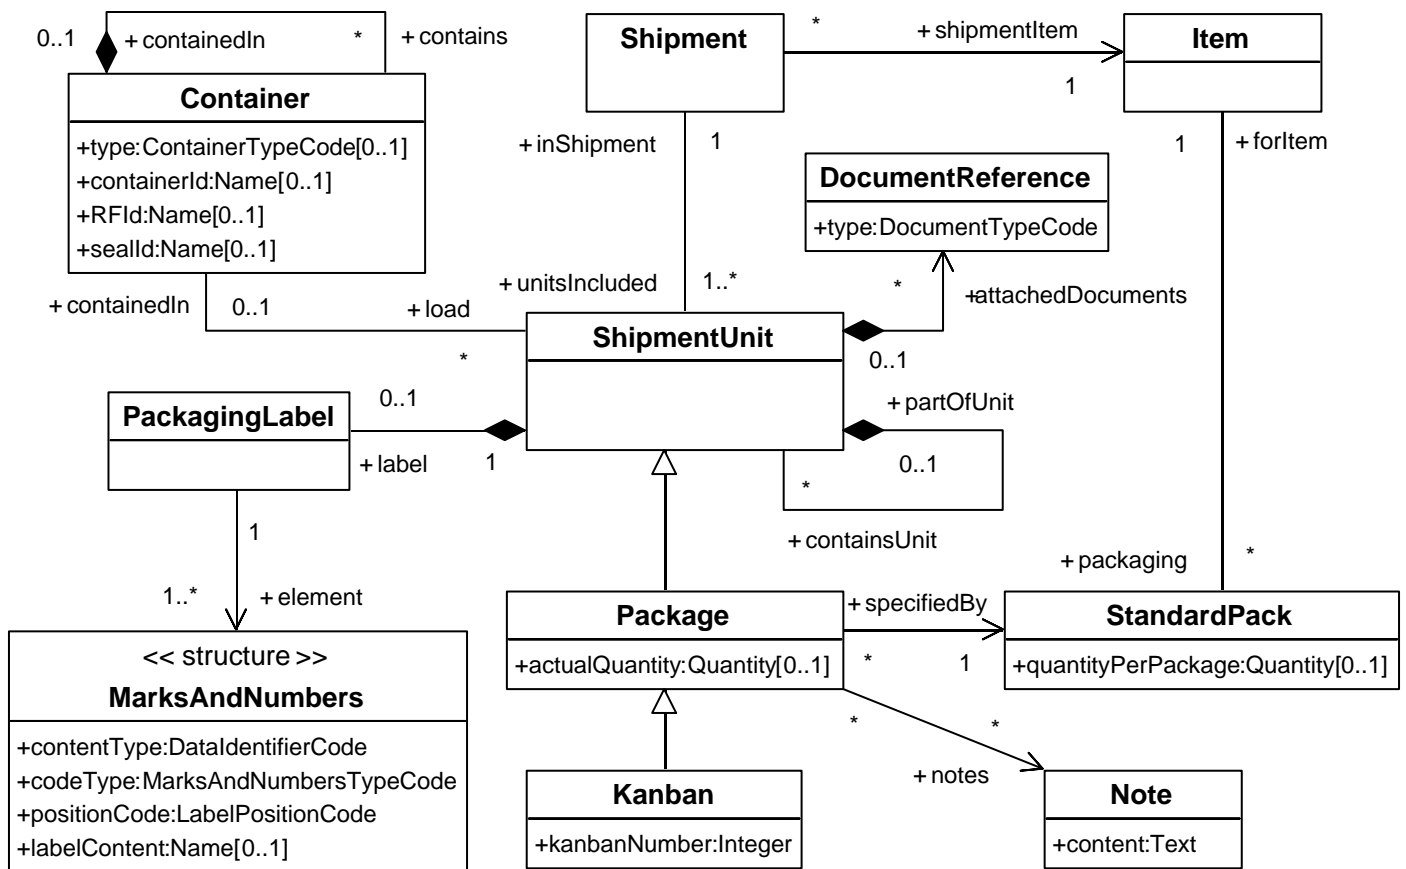 0..1
+ containedIn
*
+ contains
Container
+type:ContainerTypeCode[0..1]
+containerId:Name[0..1]
+RFId:Name[0..1]
+sealId:Name[0..1]
Shipment
*
+ shipmentItem
1
Item
+ inShipment
1
1
+ forItem
DocumentReference
+type:DocumentTypeCode
+ containedIn
0..1
+ load
*
+ unitsIncluded
1..*
*
+attachedDocuments
ShipmentUnit
0..1
PackagingLabel
0..1
+ label
1
+ partOfUnit
0..1
*
+ containsUnit
1
1..*
+ element
+ packaging
*
<< structure >>
MarksAndNumbers
+contentType:DataIdentifierCode
+codeType:MarksAndNumbersTypeCode
+positionCode:LabelPositionCode
+labelContent:Name[0..1]
Package
+actualQuantity:Quantity[0..1]
+ specifiedBy
*
1
StandardPack
+quantityPerPackage:Quantity[0..1]
*
*
+ notes
Kanban
+kanbanNumber:Integer
Note
+content:Text